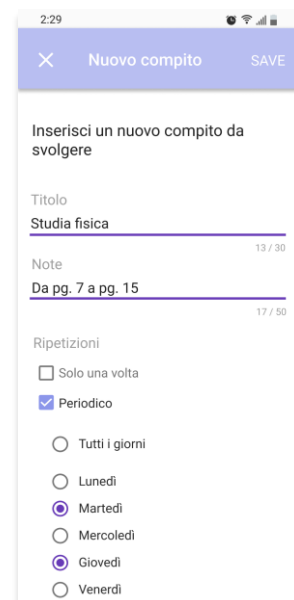 2:29
Nuovo compito SAVE
Inserisci un nuovo compito da
svolgere
Titolo
Studia fisica
13 / 30
Note
Da pg. 7 a pg. 15
17 / 50
Ripetizioni
Solo una volta
Periodico
Tutti i giorni
Lunedì
Martedì
Mercoledì
Giovedì
Venerdì